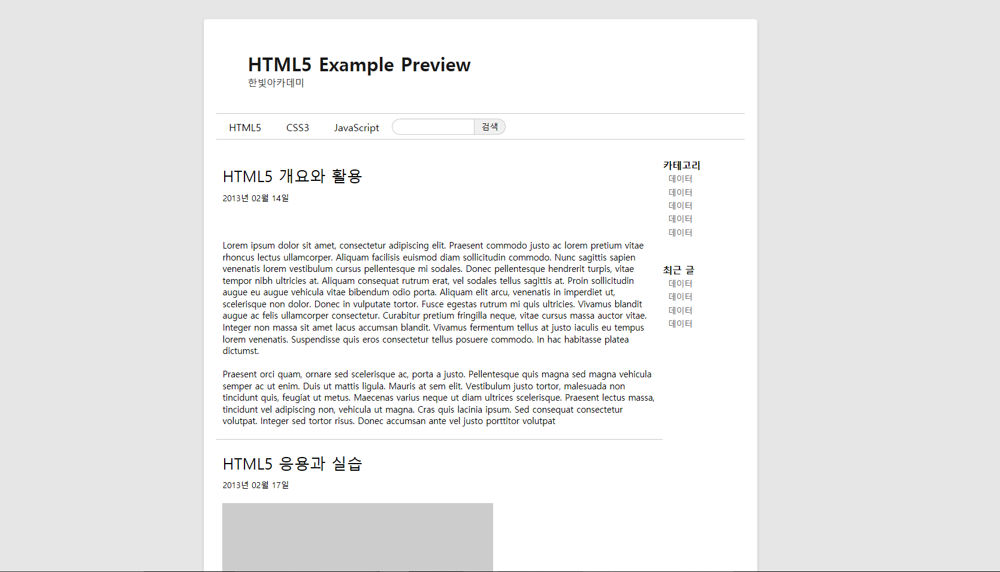 HTML5 Example Preview
한빛아카데미
HTML5 CSS3 JavaScript 검색
HTML5 개요와 활용
2013년 02월 14일
Lorem ipsum dolor sit amet, consectetur adipiscing elit. Praesent commodo justo ac lorem pretium vitae
rhoncus lectus ullamcorper. Aliquam facilisis euismod diam sollicitudin commodo. Nunc sagittis sapien
venenatis lorem vestibulum cursus pellentesque mi sodales. Donec pellentesque hendrerit turpis, vitae
tempor nibh ultricies at. Aliquam consequat rutrum erat, vel sodales tellus sagittis at. Proin sollicitudin
augue eu augue vehicula vitae bibendum odio porta. Aliquam elit arcu, venenatis in imperdiet ut,
scelerisque non dolor. Donec in vulputate tortor. Fusce egestas rutrum mi quis ultricies. Vivamus blandit
augue ac felis ullamcorper consectetur. Curabitur pretium fringilla neque, vitae cursus massa auctor vitae.
Integer non massa sit amet lacus accumsan blandit. Vivamus fermentum tellus at justo iaculis eu tempus
lorem venenatis. Suspendisse quis eros consectetur tellus posuere commodo. In hac habitasse platea
dictumst.
Praesent orci quam, ornare sed scelerisque ac, porta a justo. Pellentesque quis magna sed magna vehicula
semper ac ut enim. Duis ut mattis ligula. Mauris at sem elit. Vestibulum justo tortor, malesuada non
tincidunt quis, feugiat ut metus. Maecenas varius neque ut diam ultrices scelerisque. Praesent lectus massa,
tincidunt vel adipiscing non, vehicula ut magna. Cras quis lacinia ipsum. Sed consequat consectetur
volutpat. Integer sed tortor risus. Donec accumsan ante vel justo porttitor volutpat
HTML5 응용과 실습
2013년 02월 17일
카테고리
데이터
데이터
데이터
데이터
데이터
최근 글
데이터
데이터
데이터
데이터